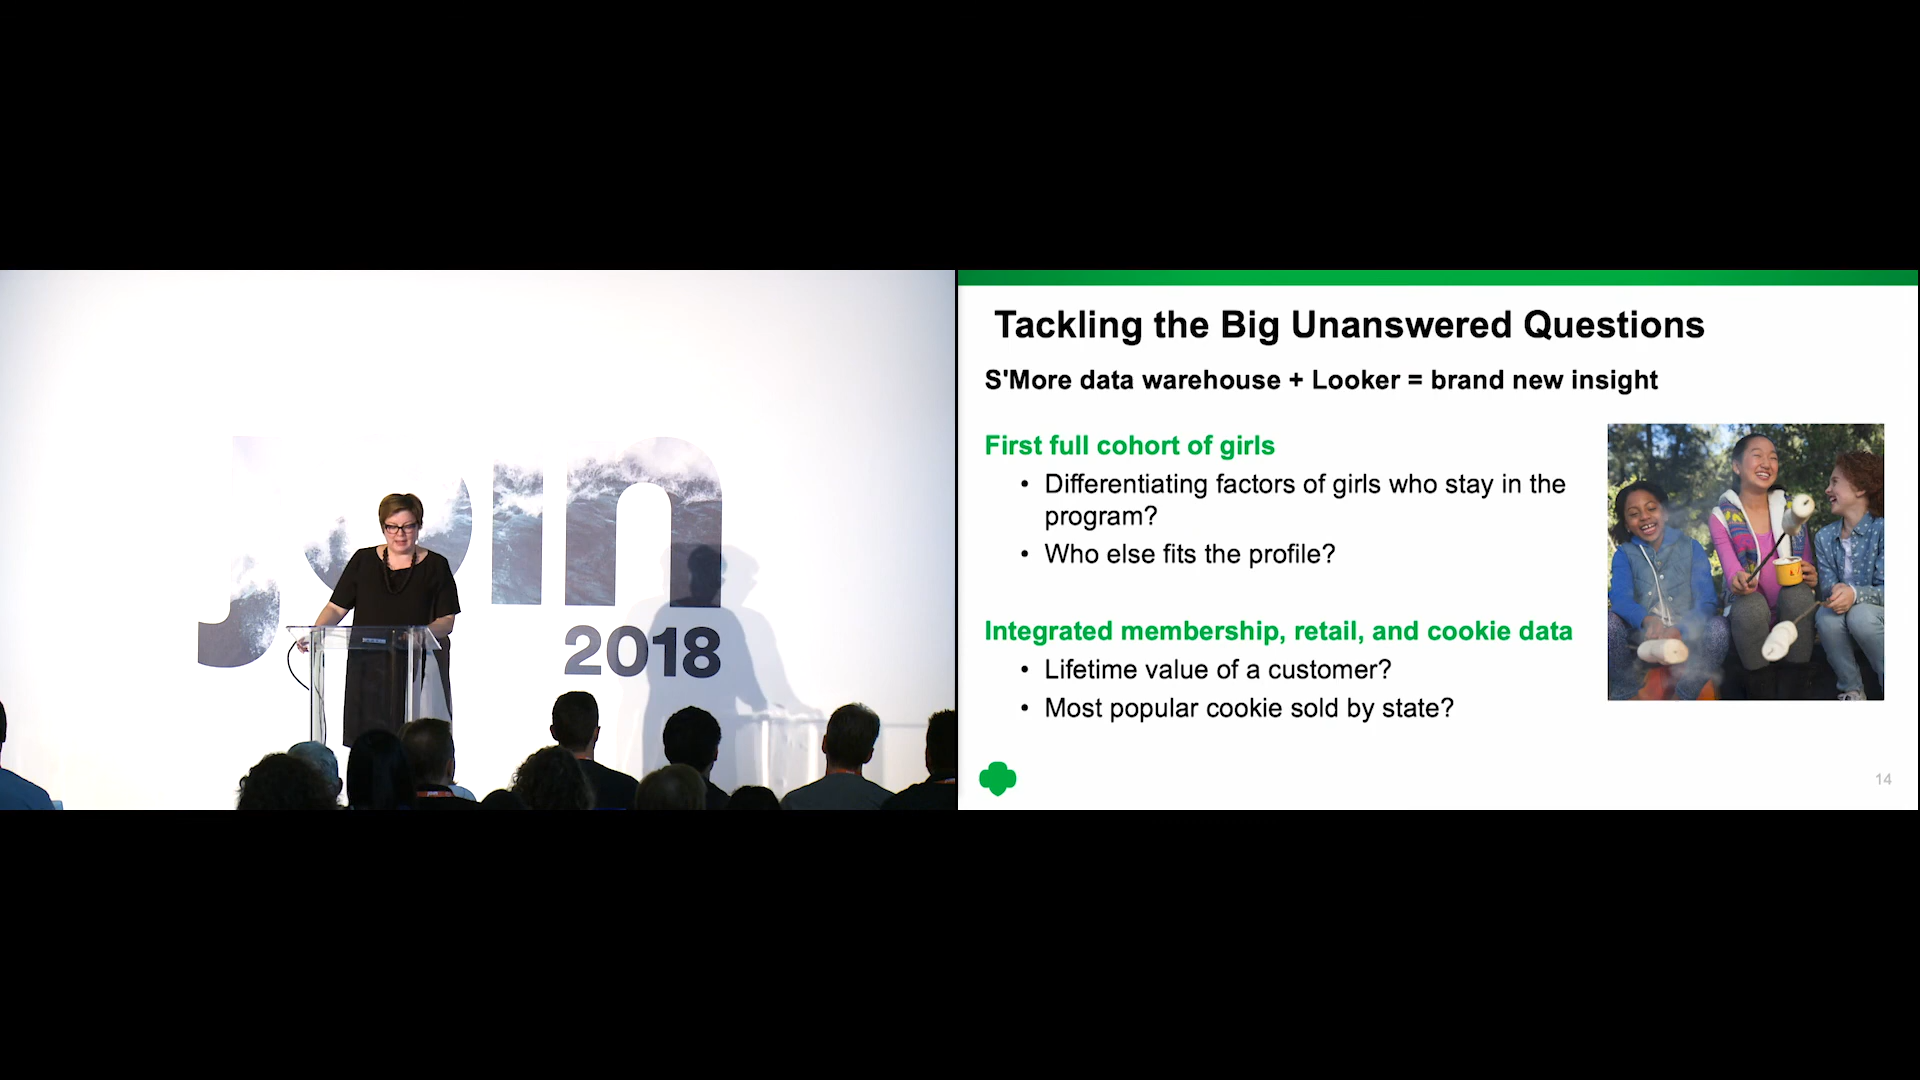 join
2018
Tackling the Big Unanswered Questions
S'More data warehouse + Looker = brand new insight
First full cohort of girls
• Differentiating factors of girls who stay in the
program?
• Who else fits the profile?
Integrated membership, retail, and cookie data
• Lifetime value of a customer?
• Most popular cookie sold by state?
14